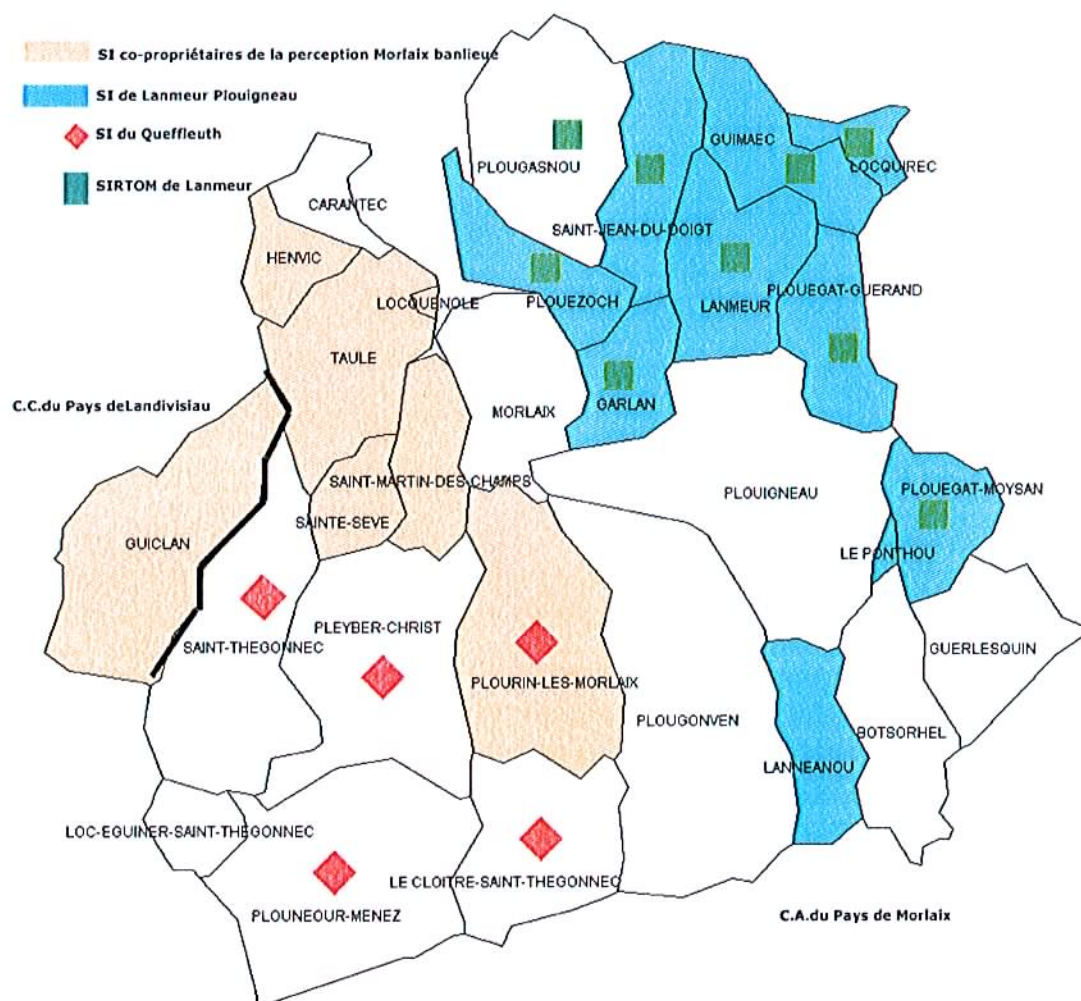 SI co-propriétaires de la perception Morlaix banlieue
SI de Lanmeur Plouigneau
SI du Queffleuth
SIRTOM de Lanmeur
PLOUGASNOU
GUIMAEC
LOCQUIREC
CARANTEC
SAINT-JEAN-DU-DOIGT
HENVIC
PLOUEGAT-GUERAND
LOCQUENOLE
PLOUEZOCH
LANMEUR
TAULE
C.C.du Pays deLandivisiau
MORLAIX
GARLAN
SAINT-MARTIN-DES-CHAMPS
PLOUIGNEAU
PLOUEGAT-MOYSAN
SAINTE-SEVE
GUICLAN
LE PONTHOU
PLEYBER-CHRIST
SAINT-THEGONNEC
GUERLESQUIN
PLOURIN-LES-MORLAIX
PLOUGONVEN
BOTSORHEL
LANNEANOU
LOC-EGUINER-SAINT-THEGONNEC
LE CLOITRE-SAINT-THEGONNEC
PLOUNEOUR-MENEZ
C.A.du Pays de Morlaix